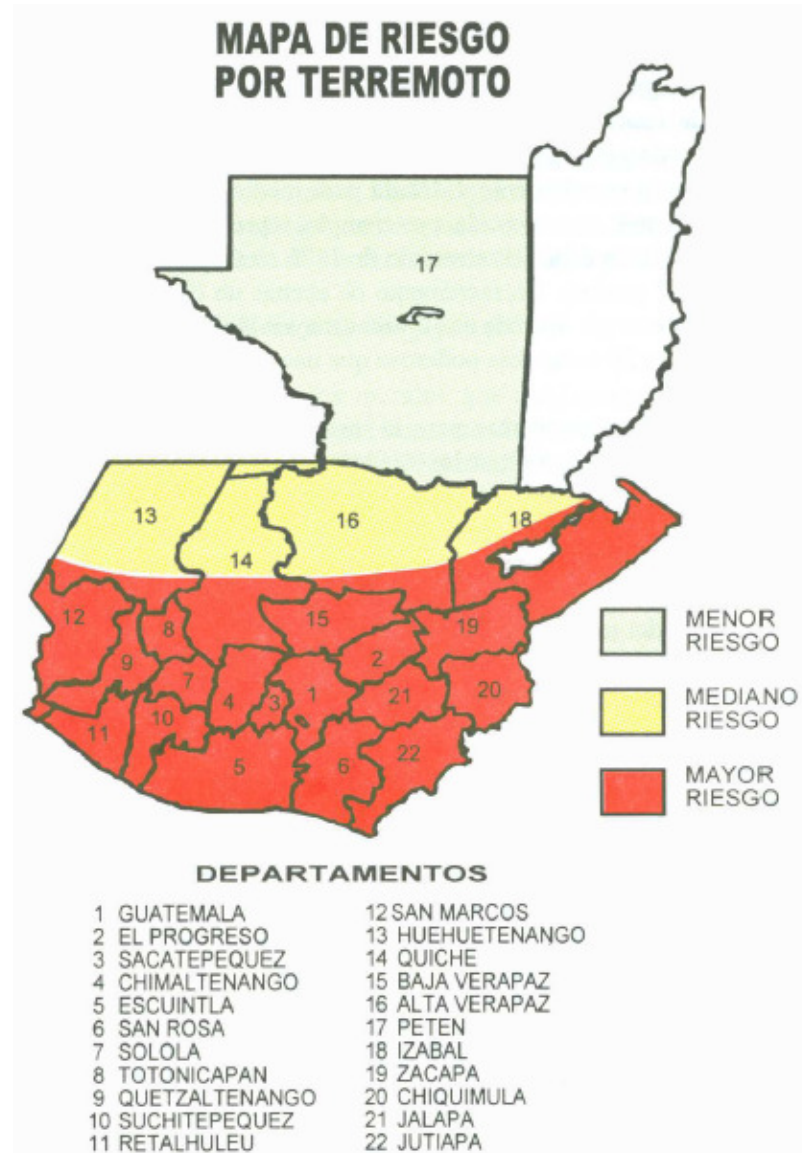 MAPA DE RIESGO
POR TERREMOTO
17
13
16
18
14
12
8
15
19
9
2
7
20
4
3
1
21
10
11
22
5
6
MENOR
RIESGO
MEDIANO
RIESGO
MAYOR
RIESGO
DEPARTAMENTOS
1 GUATEMALA
2 EL PROGRESO
3 SACATEPEQUEZ
4 CHIMALTENANGO
5 ESCUINTLA
6 SAN ROSA
7 SOLOLA
8 TOTONICAPAN
9 QUETZALTENANGO
10 SUCHITEPEQUEZ
11 RETALHULEU
12 SAN MARCOS
13 HUEHUETENANGO
14 QUICHE
15 BAJA VERAPAZ
16 ALTA VERAPAZ
17 PETEN
18 IZABAL
19 ZACAPA
20 CHIQUIMULA
21 JALAPA
22 JUTIAPA